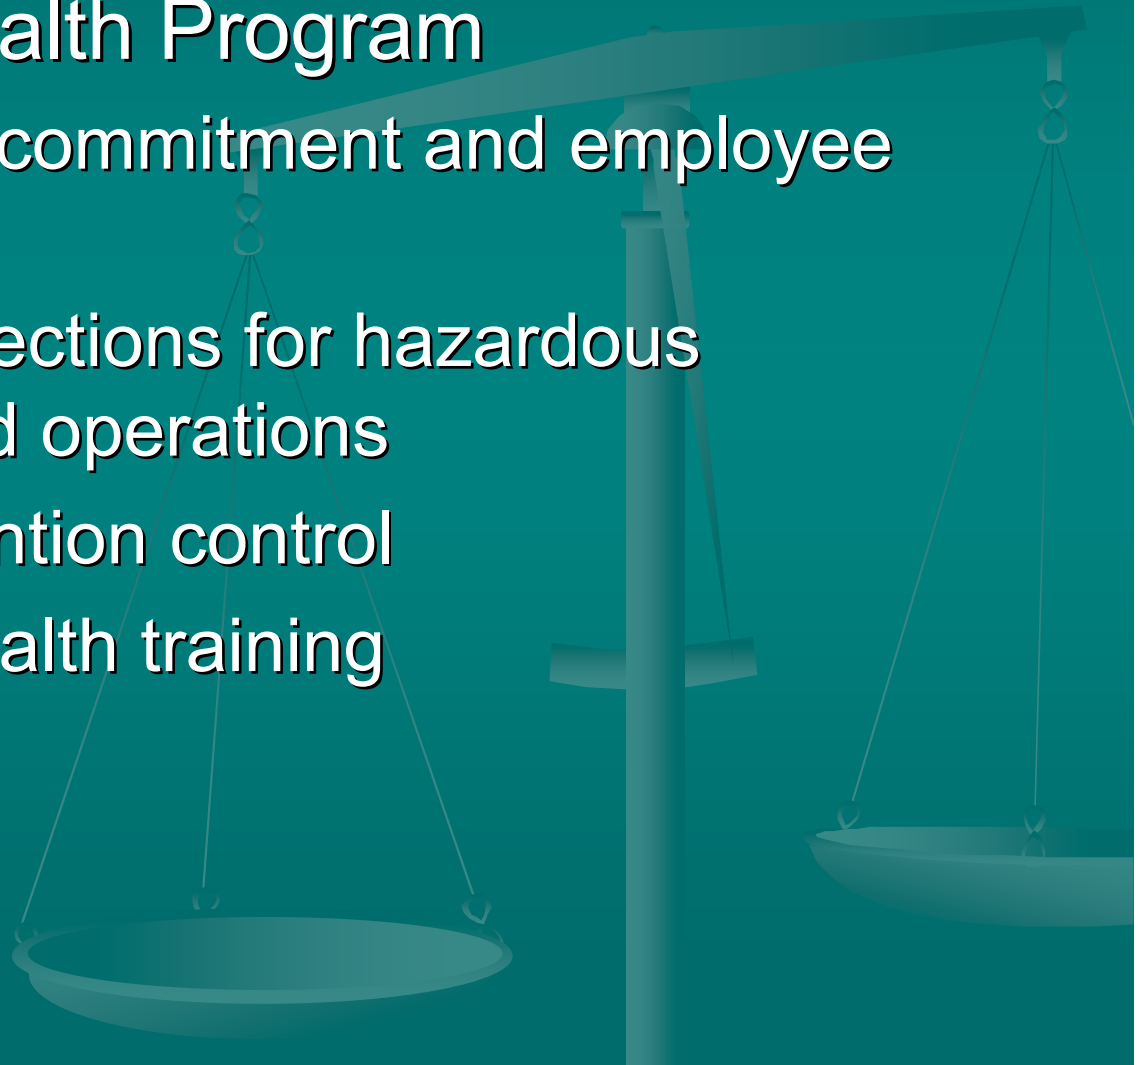 alth Program
commitment and employee
ections for hazardous
d operations
ntion control
alth training